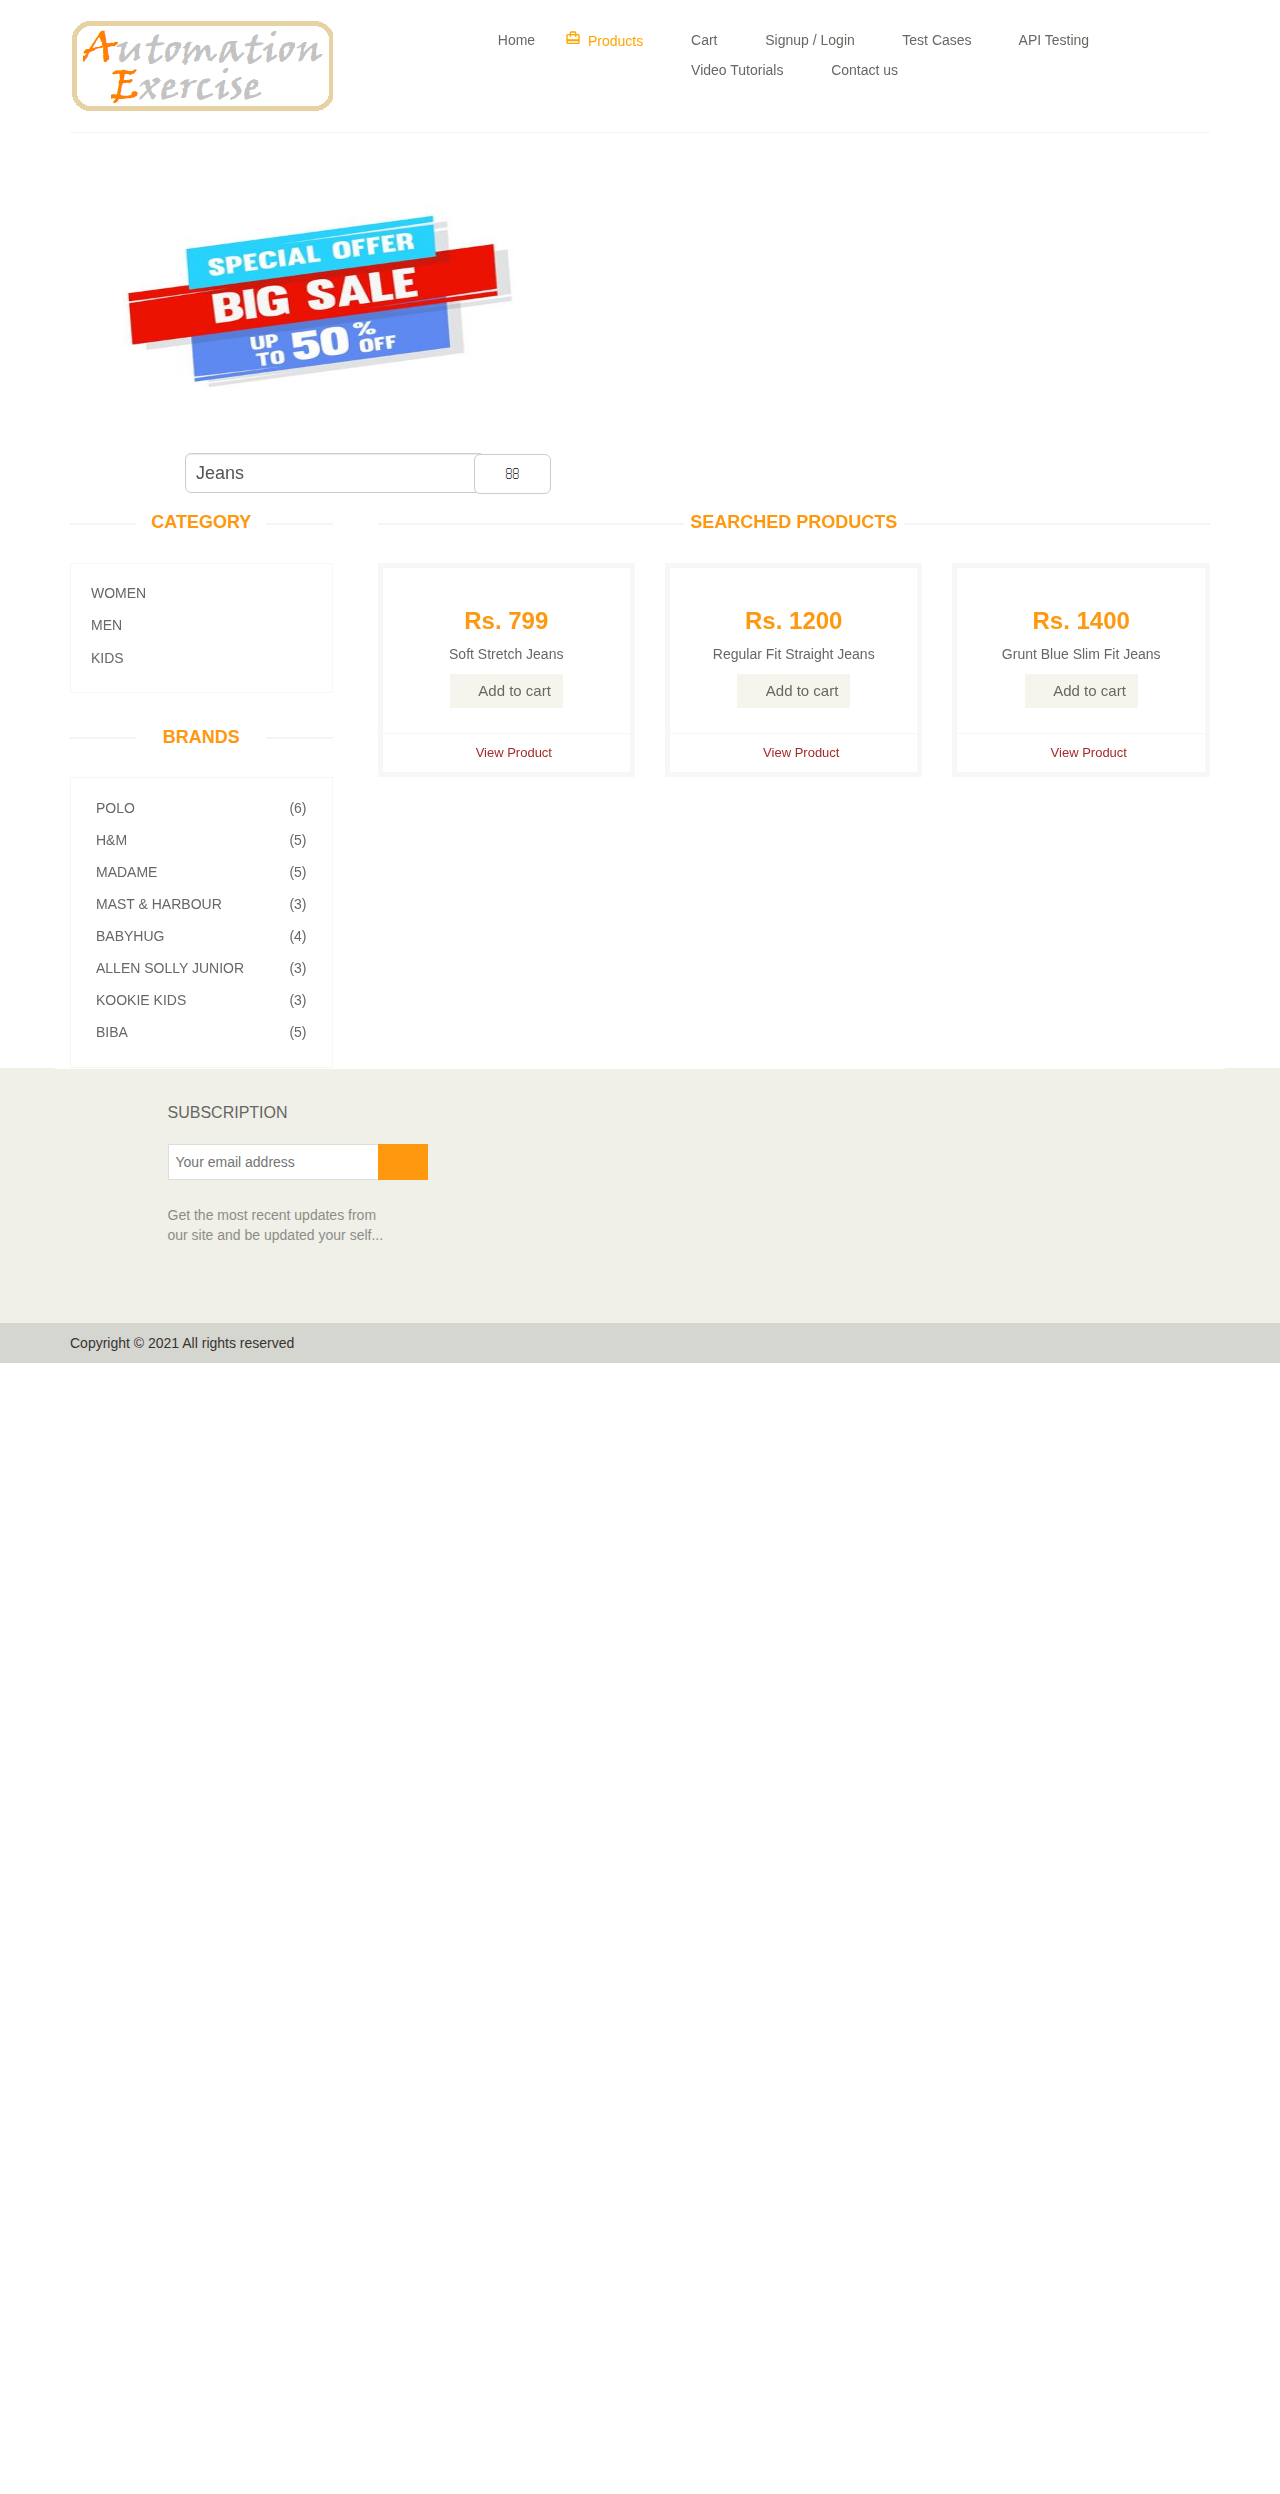 Automation
Exercise
Home Products Cart Signup / Login Test Cases API Testing
Video Tutorials Contact us
SPECIAL OFFER
BIG SALE
UP TO 50% OFF
Jeans
CATEGORY
WOMEN
MEN
KIDS
BRANDS
POLO (6)
H&M (5)
MADAME (5)
MAST & HARBOUR (3)
BABYHUG (4)
ALLEN SOLLY JUNIOR (3)
KOOKIE KIDS (3)
BIBA (5)
SEARCHED PRODUCTS
Rs. 799
Soft Stretch Jeans
Add to cart
View Product
Rs. 1200
Regular Fit Straight Jeans
Add to cart
View Product
Rs. 1400
Grunt Blue Slim Fit Jeans
Add to cart
View Product
SUBSCRIPTION
Your email address
Get the most recent updates from
our site and be updated your self...
Copyright © 2021 All rights reserved